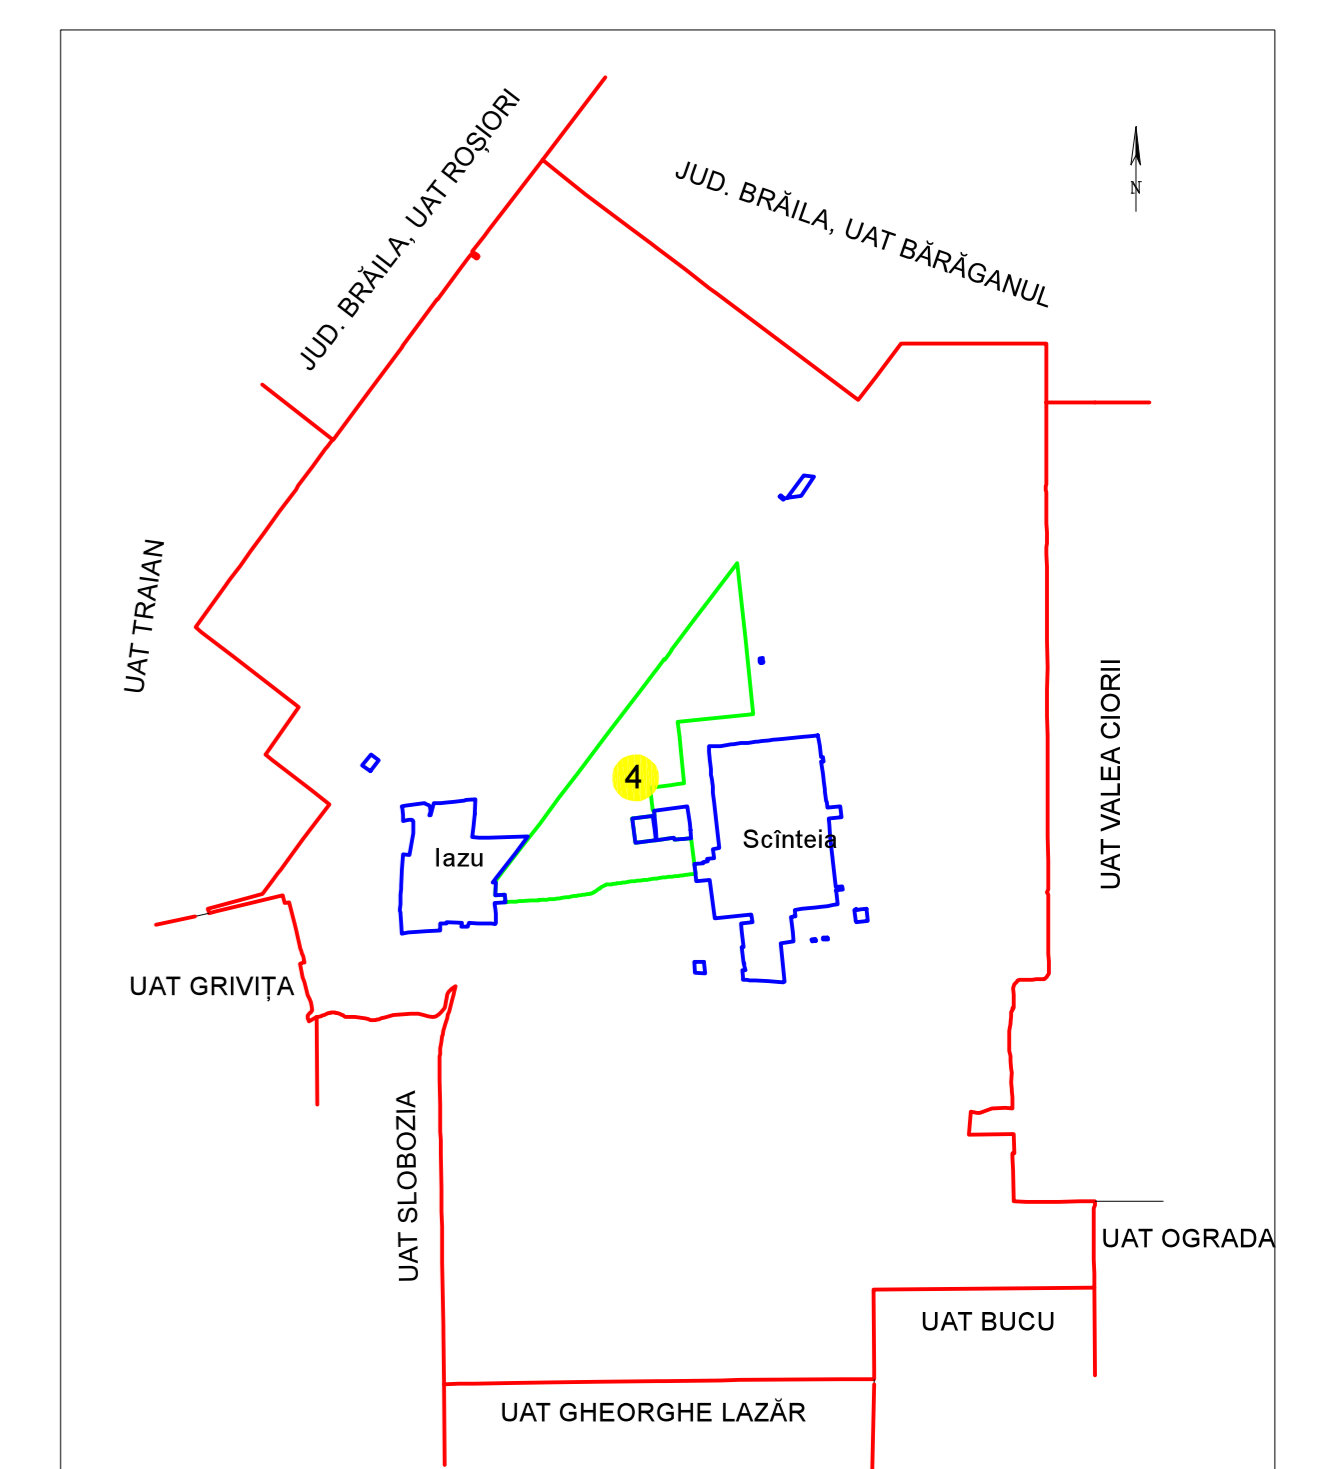 JUD. BRĂILA, UAT ROȘIORI
JUD. BRĂILA, UAT BĂRĂGANUL
N
UAT TRAIAN
UAT VALEA CIORII
4
Scînteia
Iazu
UAT GRIVIȚA
UAT SLOBOZIA
UAT OGRADA
UAT BUCU
UAT GHEORGHE LAZĂR